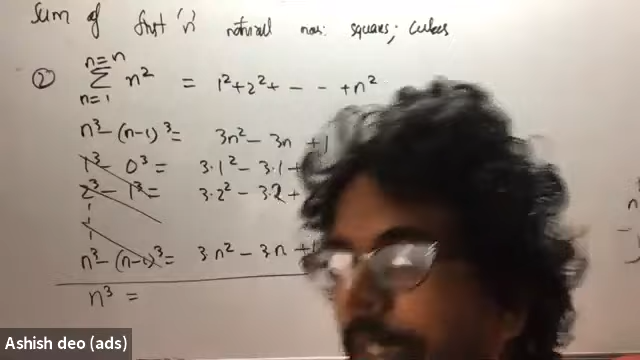 Sum of first 'n' natural nos: squares; cubes
② n=n
∑ n² = 1²+2²+ - - +n²
n=1
n³-(n-1)³= 3n²-3n+1
1³- 0³= 3·1²-3·1+
2³- 1³= 3·2²-3·2+
n³-(n-1)³= 3n²-3n+1
n³ =
n
Ashish deo (ads)